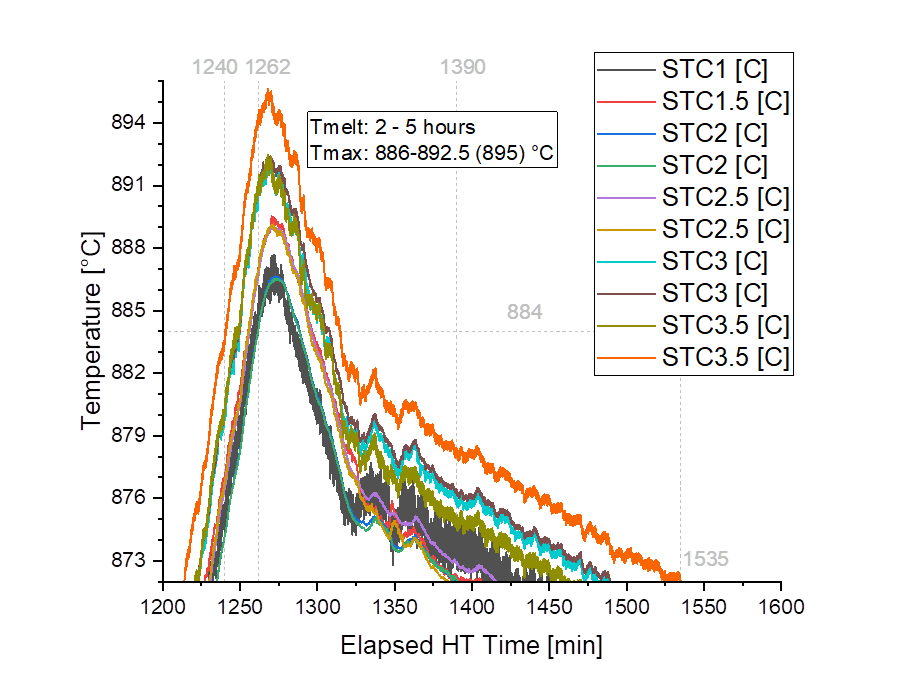 1240 1262 1390
STC1 [C]
STC1.5 [C]
STC2 [C]
STC2 [C]
STC2.5 [C]
STC2.5 [C]
STC3 [C]
STC3 [C]
STC3.5 [C]
STC3.5 [C]
Tmelt: 2 - 5 hours
Tmax: 886-892.5 (895) °C
894
891
888
885
882
879
876
873
Temperature [°C]
884
1535
1200 1250 1300 1350 1400 1450 1500 1550 1600
Elapsed HT Time [min]